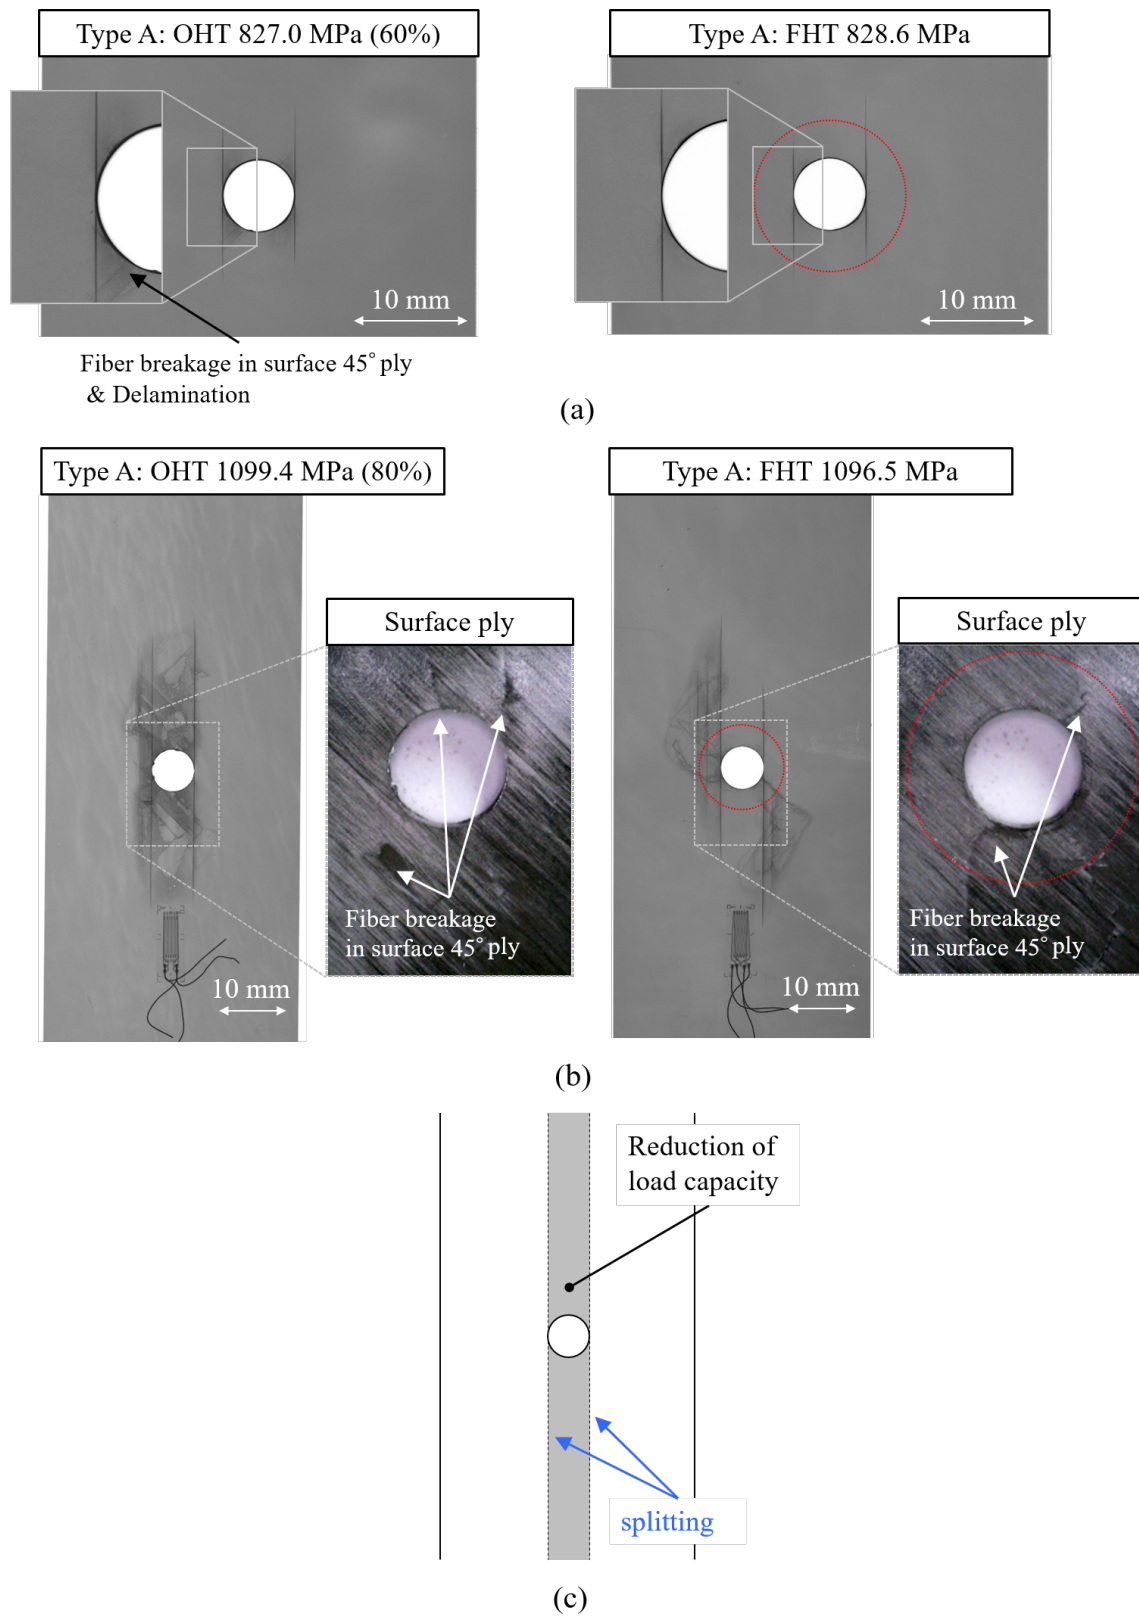 Type A: OHT 827.0 MPa (60%)
Type A: FHT 828.6 MPa
10 mm
10 mm
Fiber breakage in surface 45° ply
& Delamination
(a)
Type A: OHT 1099.4 MPa (80%)
Type A: FHT 1096.5 MPa
Surface ply
Surface ply
Fiber breakage
in surface 45° ply
Fiber breakage
in surface 45° ply
10 mm
10 mm
(b)
Reduction of
load capacity
splitting
(c)